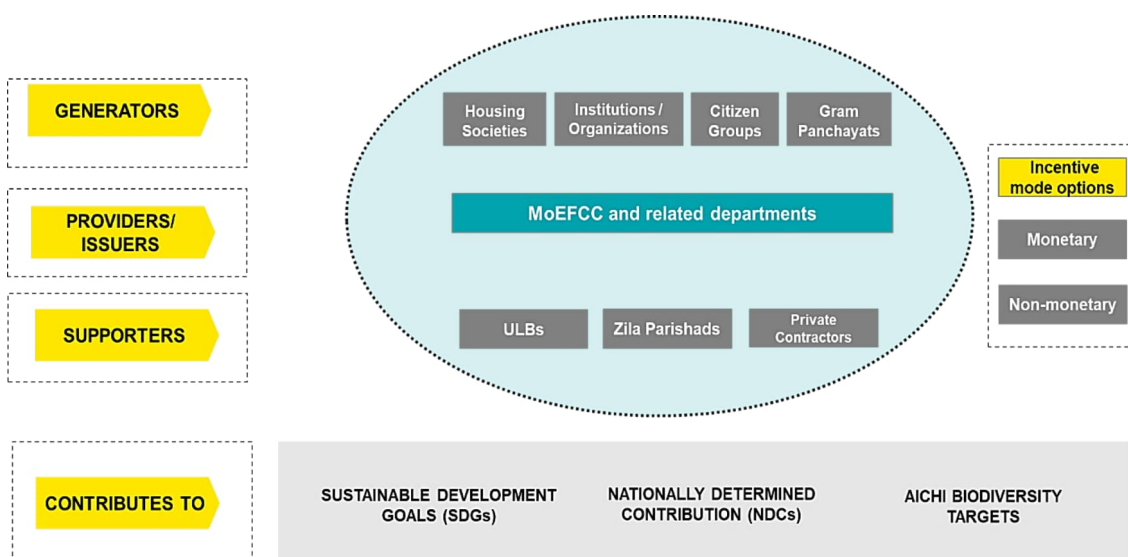 GENERATORS
Housing
Societies
Institutions /
Organizations
Citizen
Groups
Gram
Panchayats
PROVIDERS/
ISSUERS
MoEFCC and related departments
SUPPORTERS
ULBs
Zila Parishads
Private
Contractors
Incentive
mode options
Monetary
Non-monetary
CONTRIBUTES TO
SUSTAINABLE DEVELOPMENT
GOALS (SDGs)
NATIONALLY DETERMINED
CONTRIBUTION (NDCs)
AICHI BIODIVERSITY
TARGETS